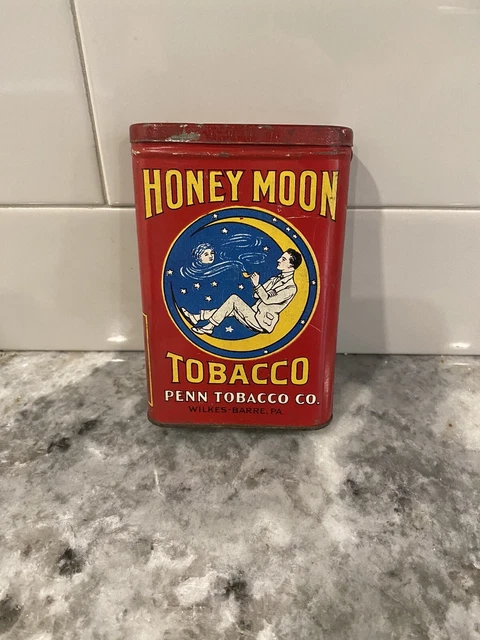 HONEY MOON
TOBACCO
PENN TOBACCO CO.
WILKES-BARRE, PA